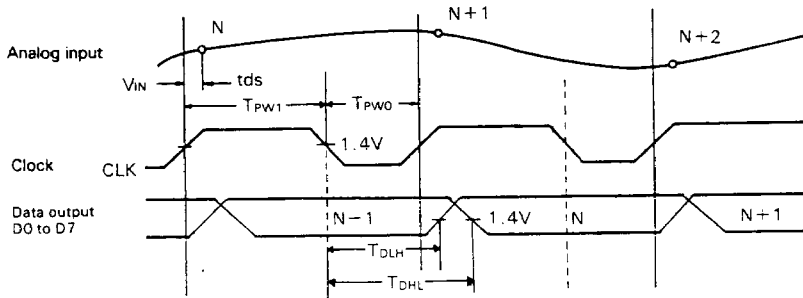 N
N+1
N+2
Analog input
VIN
tds
TPW1
TPW0
1.4V
Clock
CLK
Data output
D0 to D7
N-1
1.4V
N
N+1
TDLH
TDHL